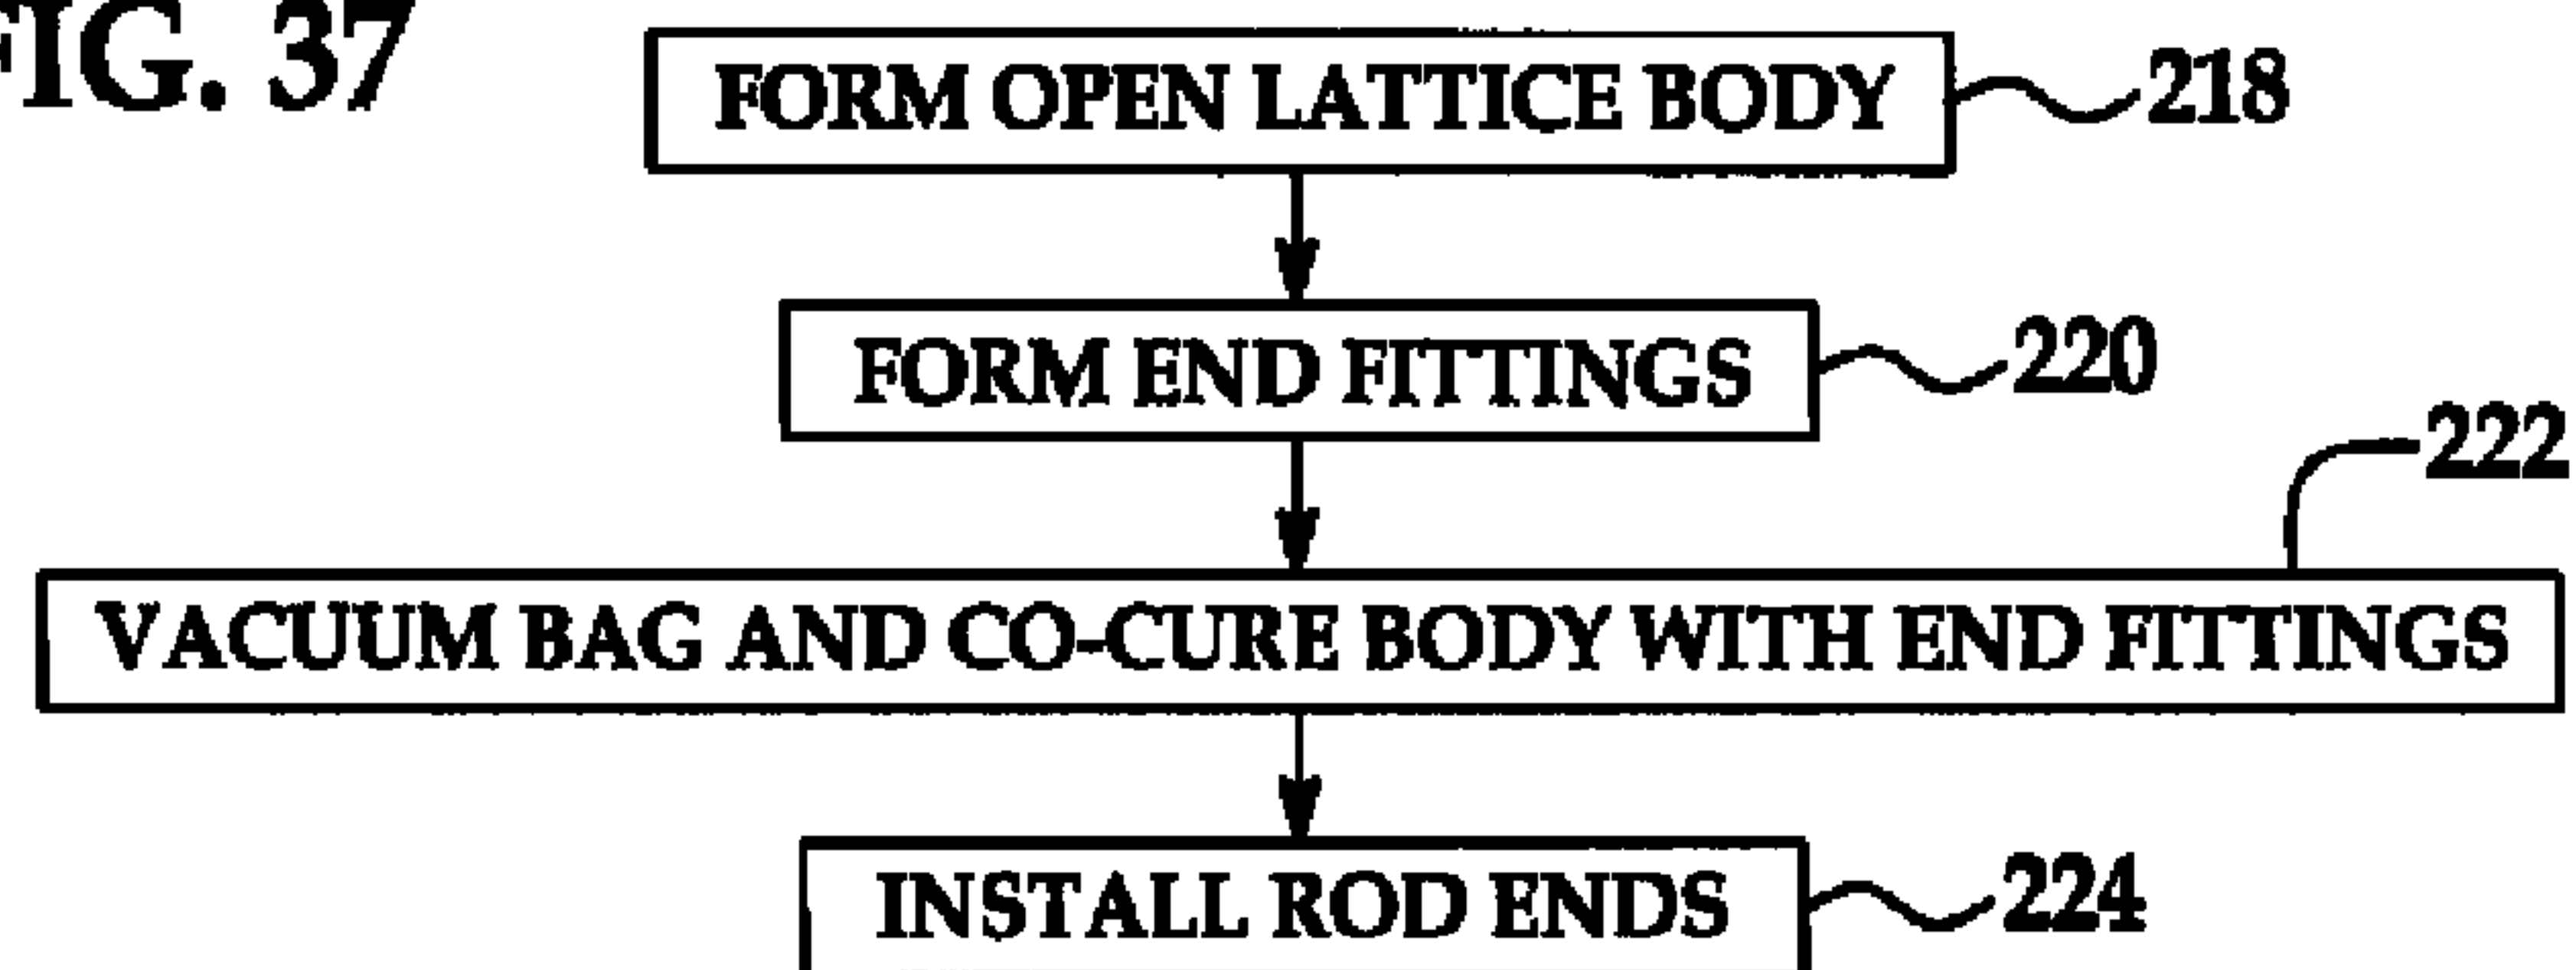 FIG. 37
FORM OPEN LATTICE BODY
218
FORM END FITTINGS
220
222
VACUUM BAG AND CO-CURE BODY WITH END FITTINGS
INSTALL ROD ENDS
224